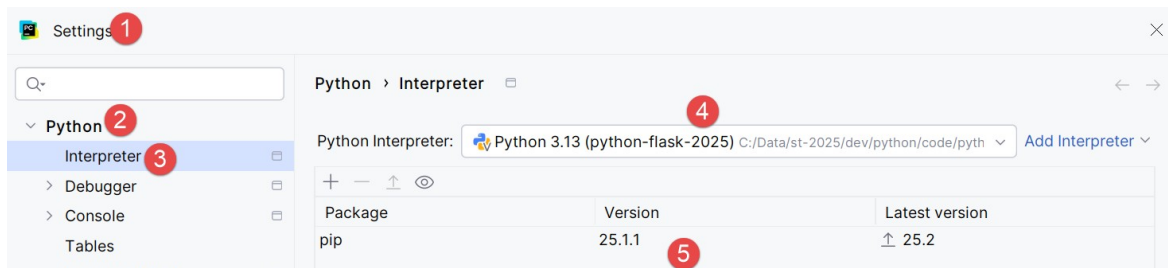 PC
Settings 1
Python 2
Interpreter 3
Debugger
Console
Tables
Python › Interpreter
4
Python Interpreter: Python 3.13 (python-flask-2025) C:/Data/st-2025/dev/python/code/pyth Add Interpreter
Package Version Latest version
pip 25.1.1 25.2
5